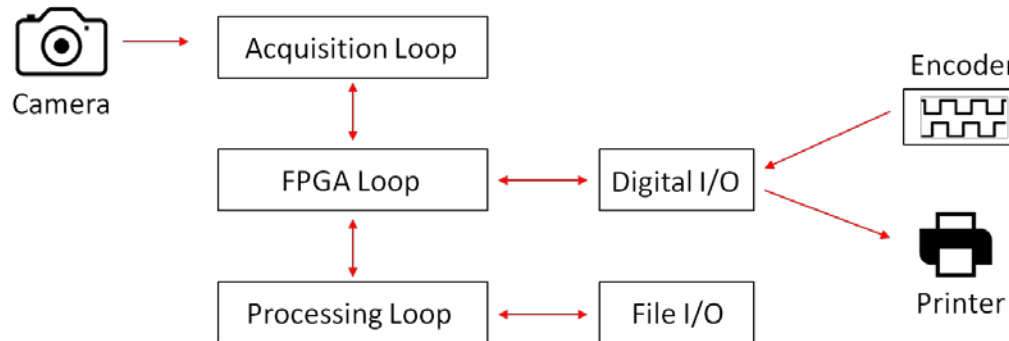 Camera
Acquisition Loop
Encoder
FPGA Loop
Digital I/O
Processing Loop
File I/O
Printer